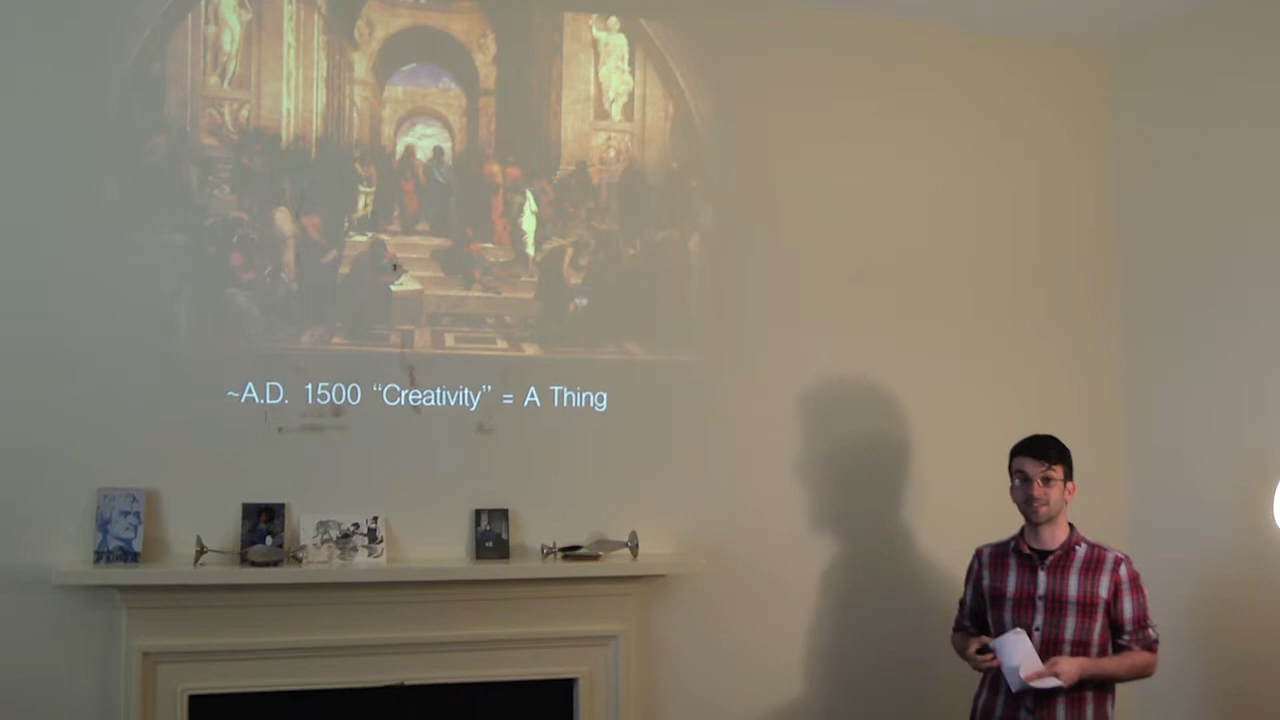 ~A.D. 1500 “Creativity” = A Thing